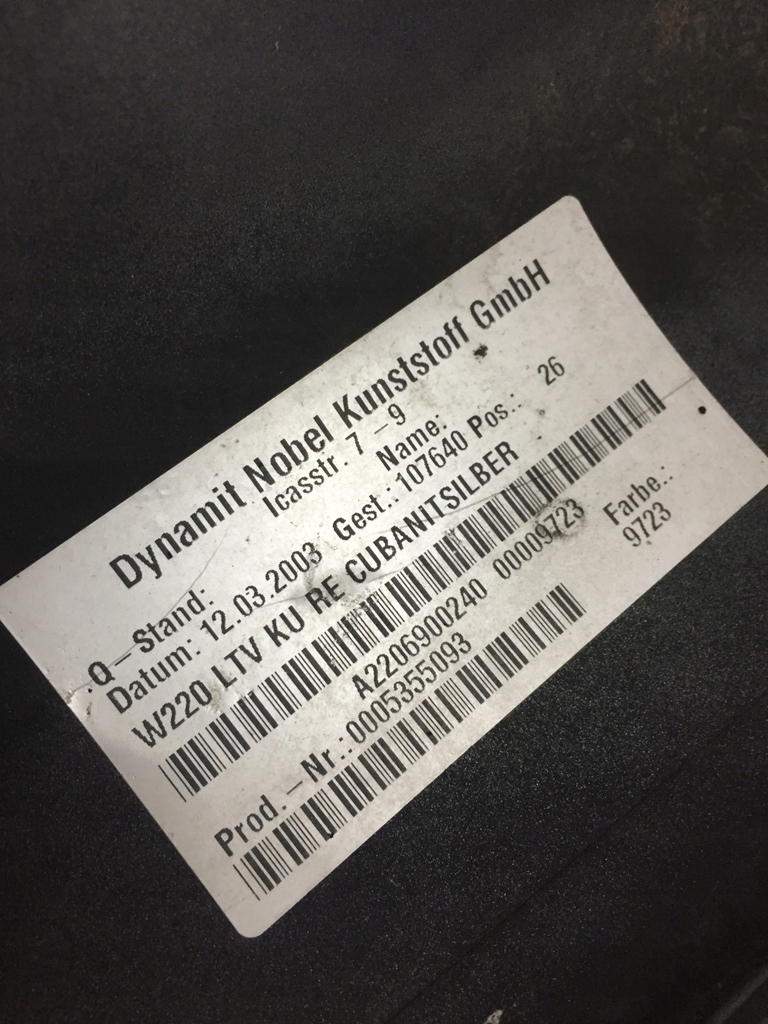 Dynamit Nobel Kunststoff GmbH
Icasstr. 7 – 9
Q – Stand: Name:
Datum: 12.03.2003 Gest.: 107640 Pos.: 26
W220 LTV KU RE CUBANITSILBER
A2206900240 00009723 Farbe.:
Prod. – Nr.: 0005355093 9723